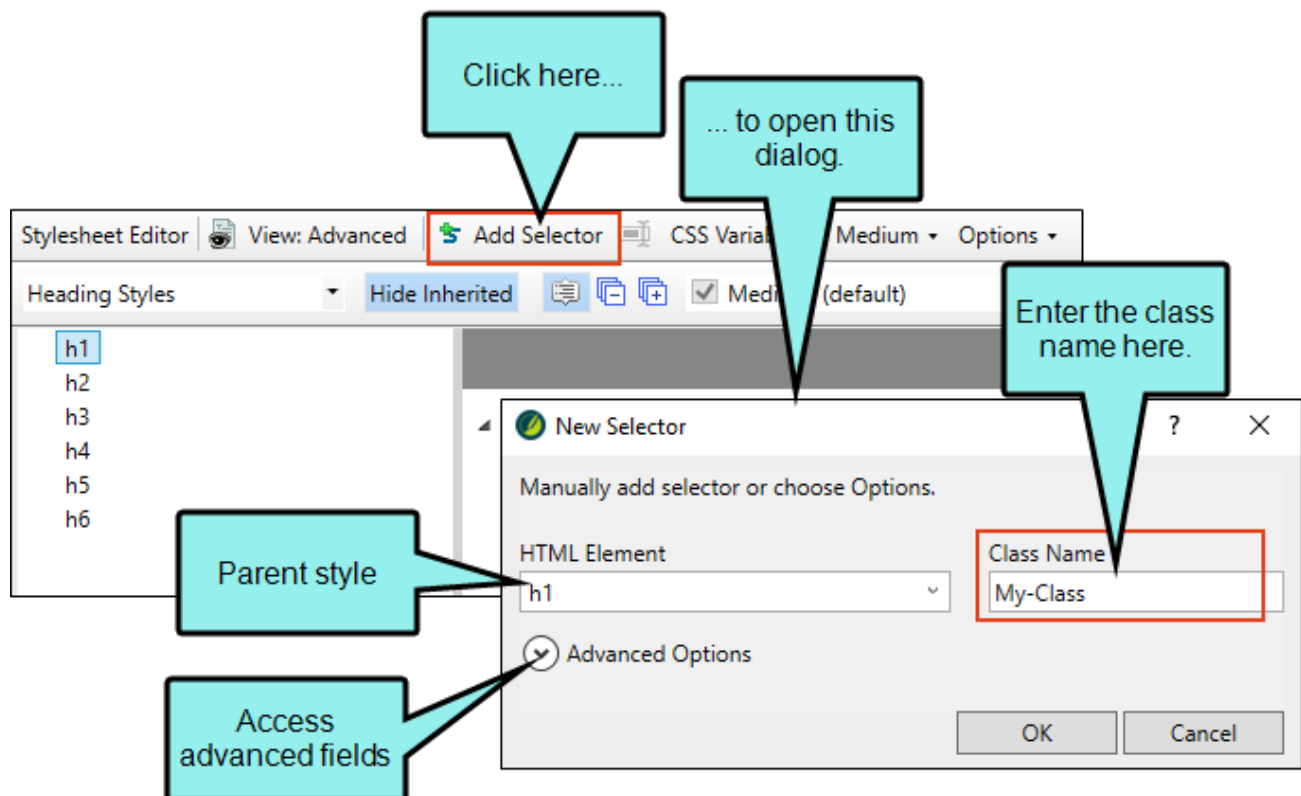 Click here...
... to open this
dialog.
Stylesheet Editor View: Advanced Add Selector CSS Medium Options
Heading Styles Hide Inherited (default)
Enter the class
name here.
h1
h2
h3
h4
h5
h6
New Selector ?
Manually add selector or choose Options.
HTML Element Class Name
h1 My-Class
Parent style
Advanced Options
Access
advanced fields
OK Cancel